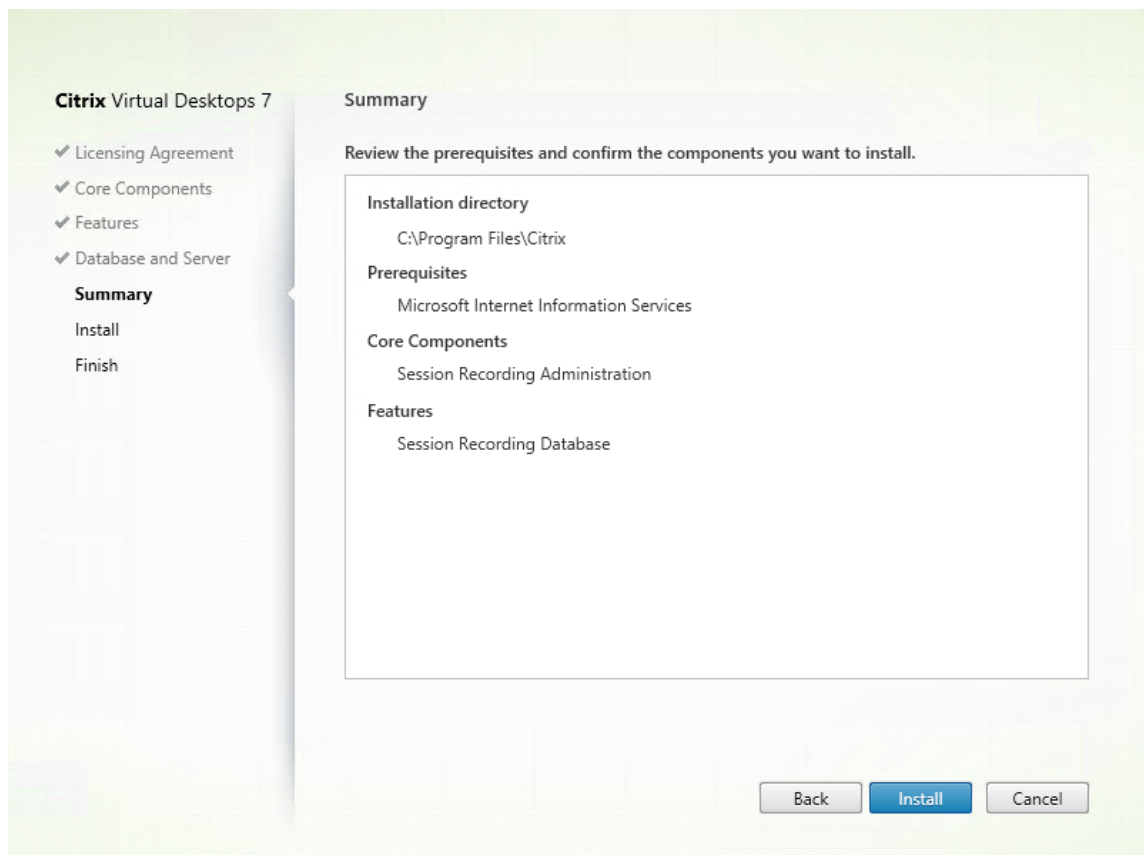 Citrix Virtual Desktops 7
Licensing Agreement
Core Components
Features
Database and Server
Summary
Install
Finish
Summary
Review the prerequisites and confirm the components you want to install.
Installation directory
C:\Program Files\Citrix
Prerequisites
Microsoft Internet Information Services
Core Components
Session Recording Administration
Features
Session Recording Database
Back
Install
Cancel